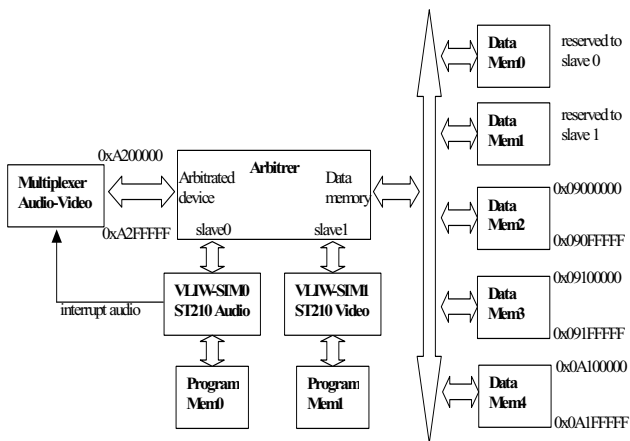 Data
Mem0
reserved to
slave 0
Data
Mem1
reserved to
slave 1
0xA200000
Arbitrer
Multiplexer
Audio-Video
Arbitrated
device
Data
memory
0xA2FFFFF
slave0
slave1
0x09000000
Data
Mem2
0x090FFFFF
interrupt audio
VLIW-SIM0
ST210 Audio
VLIW-SIM1
ST210 Video
0x09100000
Data
Mem3
0x091FFFFF
Program
Mem0
Program
Mem1
0x0A100000
Data
Mem4
0x0A1FFFFF